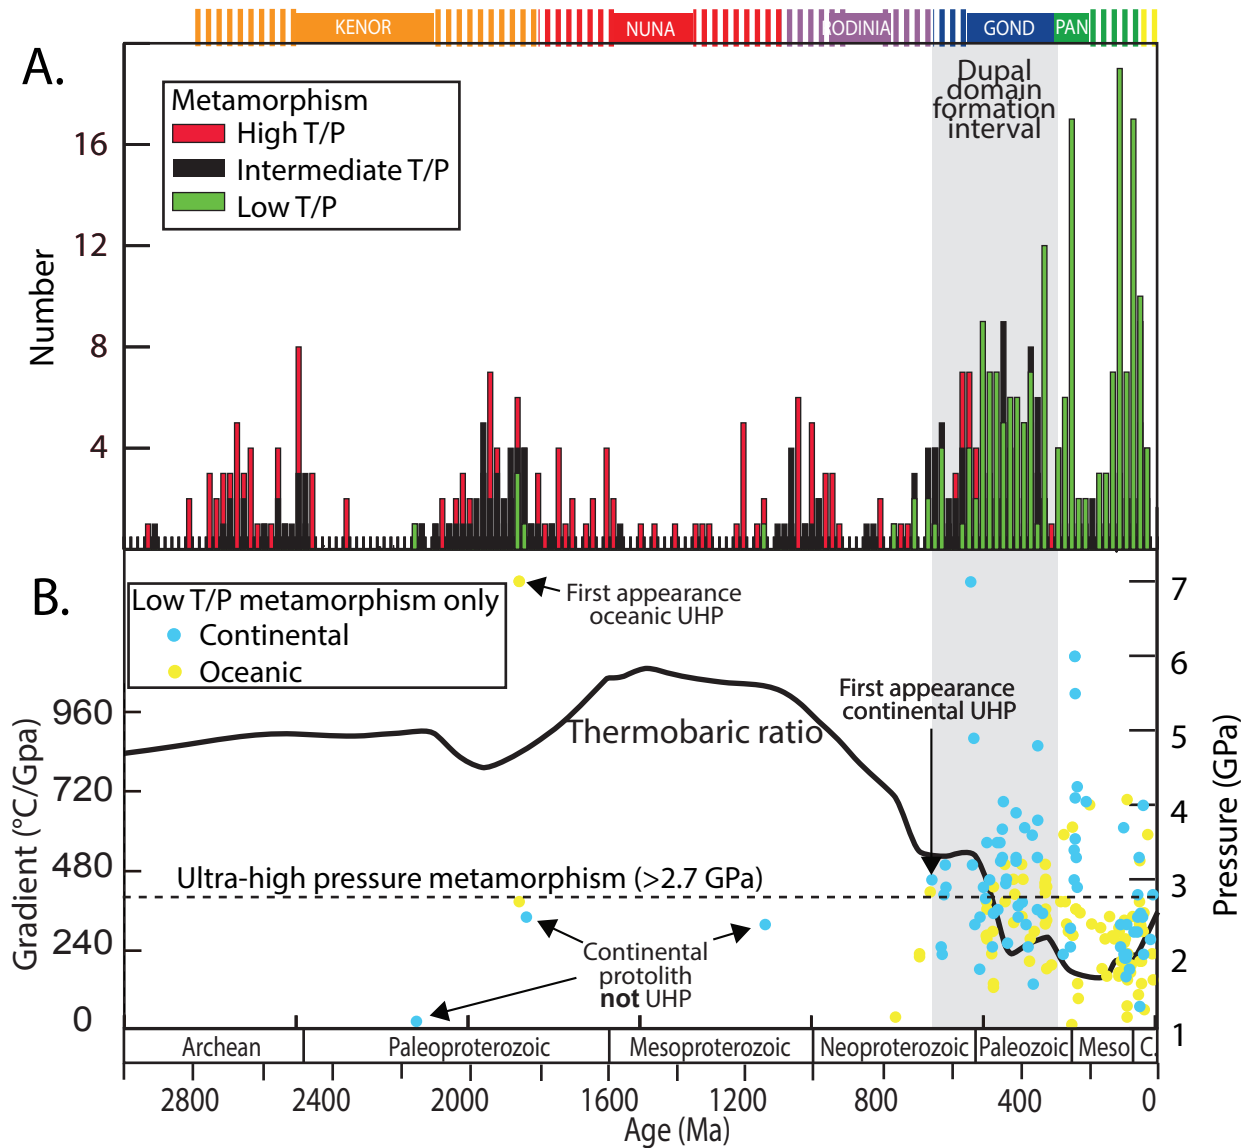 KENOR NUNA RODINIA GOND PAN
A.
Metamorphism
High T/P
Intermediate T/P
Low T/P
Dupal
domain
formation
interval
16
12
8
4
Number
B.
Low T/P metamorphism only
Continental
Oceanic
First appearance
oceanic UHP
First appearance
continental UHP
Thermobaric ratio
Ultra-high pressure metamorphism (>2.7 GPa)
Continental
protolith
not UHP
960
720
480
240
0
Gradient (°C/Gpa)
7
6
5
4
3
2
1
Pressure (GPa)
Archean Paleoproterozoic Mesoproterozoic Neoproterozoic Paleozoic Meso C.
2800 2400 2000 1600 1200 800 400 0
Age (Ma)